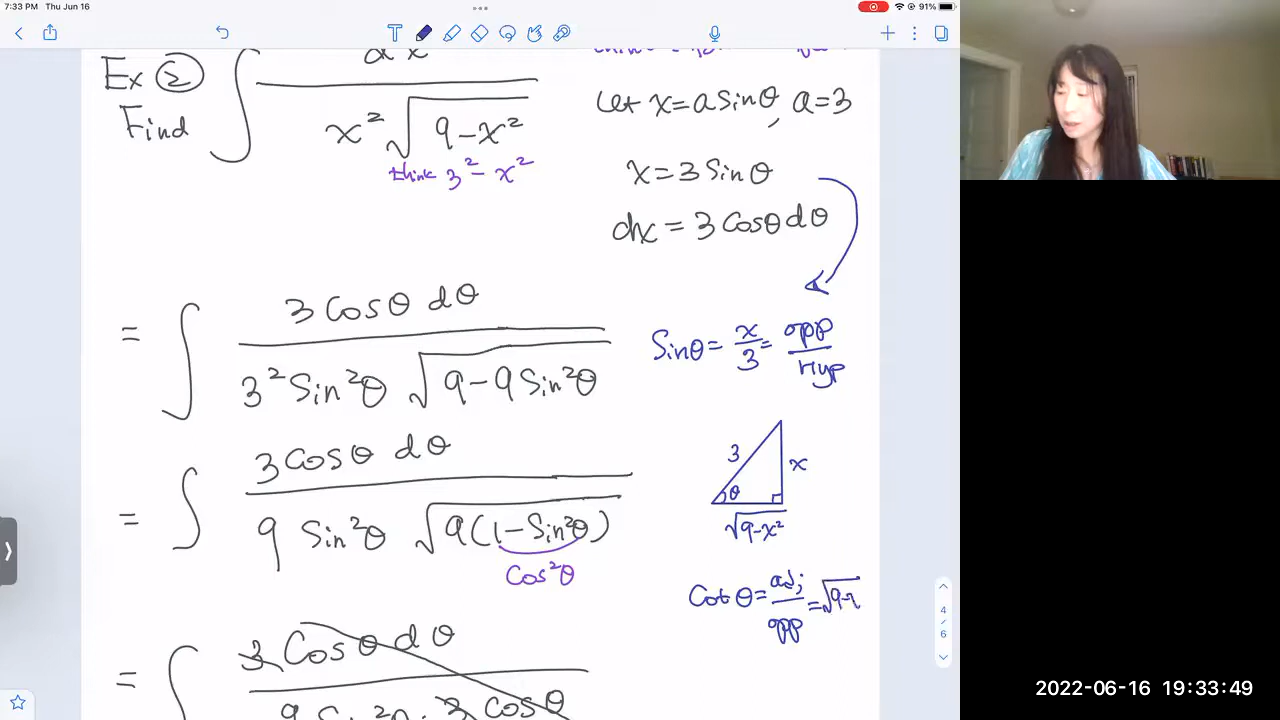 7:33 PM Thu Jun 16
91%
Ex ② ∫ dx / x² √(9-x²)
Find
think 3² - x²
Let x = a Sinθ, a = 3
x = 3 Sinθ
dx = 3 Cosθ dθ
= ∫ 3 Cosθ dθ / 3² Sin²θ √(9-9Sin²θ)
Sinθ = x/3 = opp/Hyp
= ∫ 3 Cosθ dθ / 9 Sin²θ √(9(1-Sin²θ))
Cos²θ
3
x
θ
√(9-x²)
Cot θ = adj/opp = √9-
= ∫ 3 Cosθ dθ / 9 Sin²θ · 3 Cosθ
4
/
6
2022-06-16 19:33:49